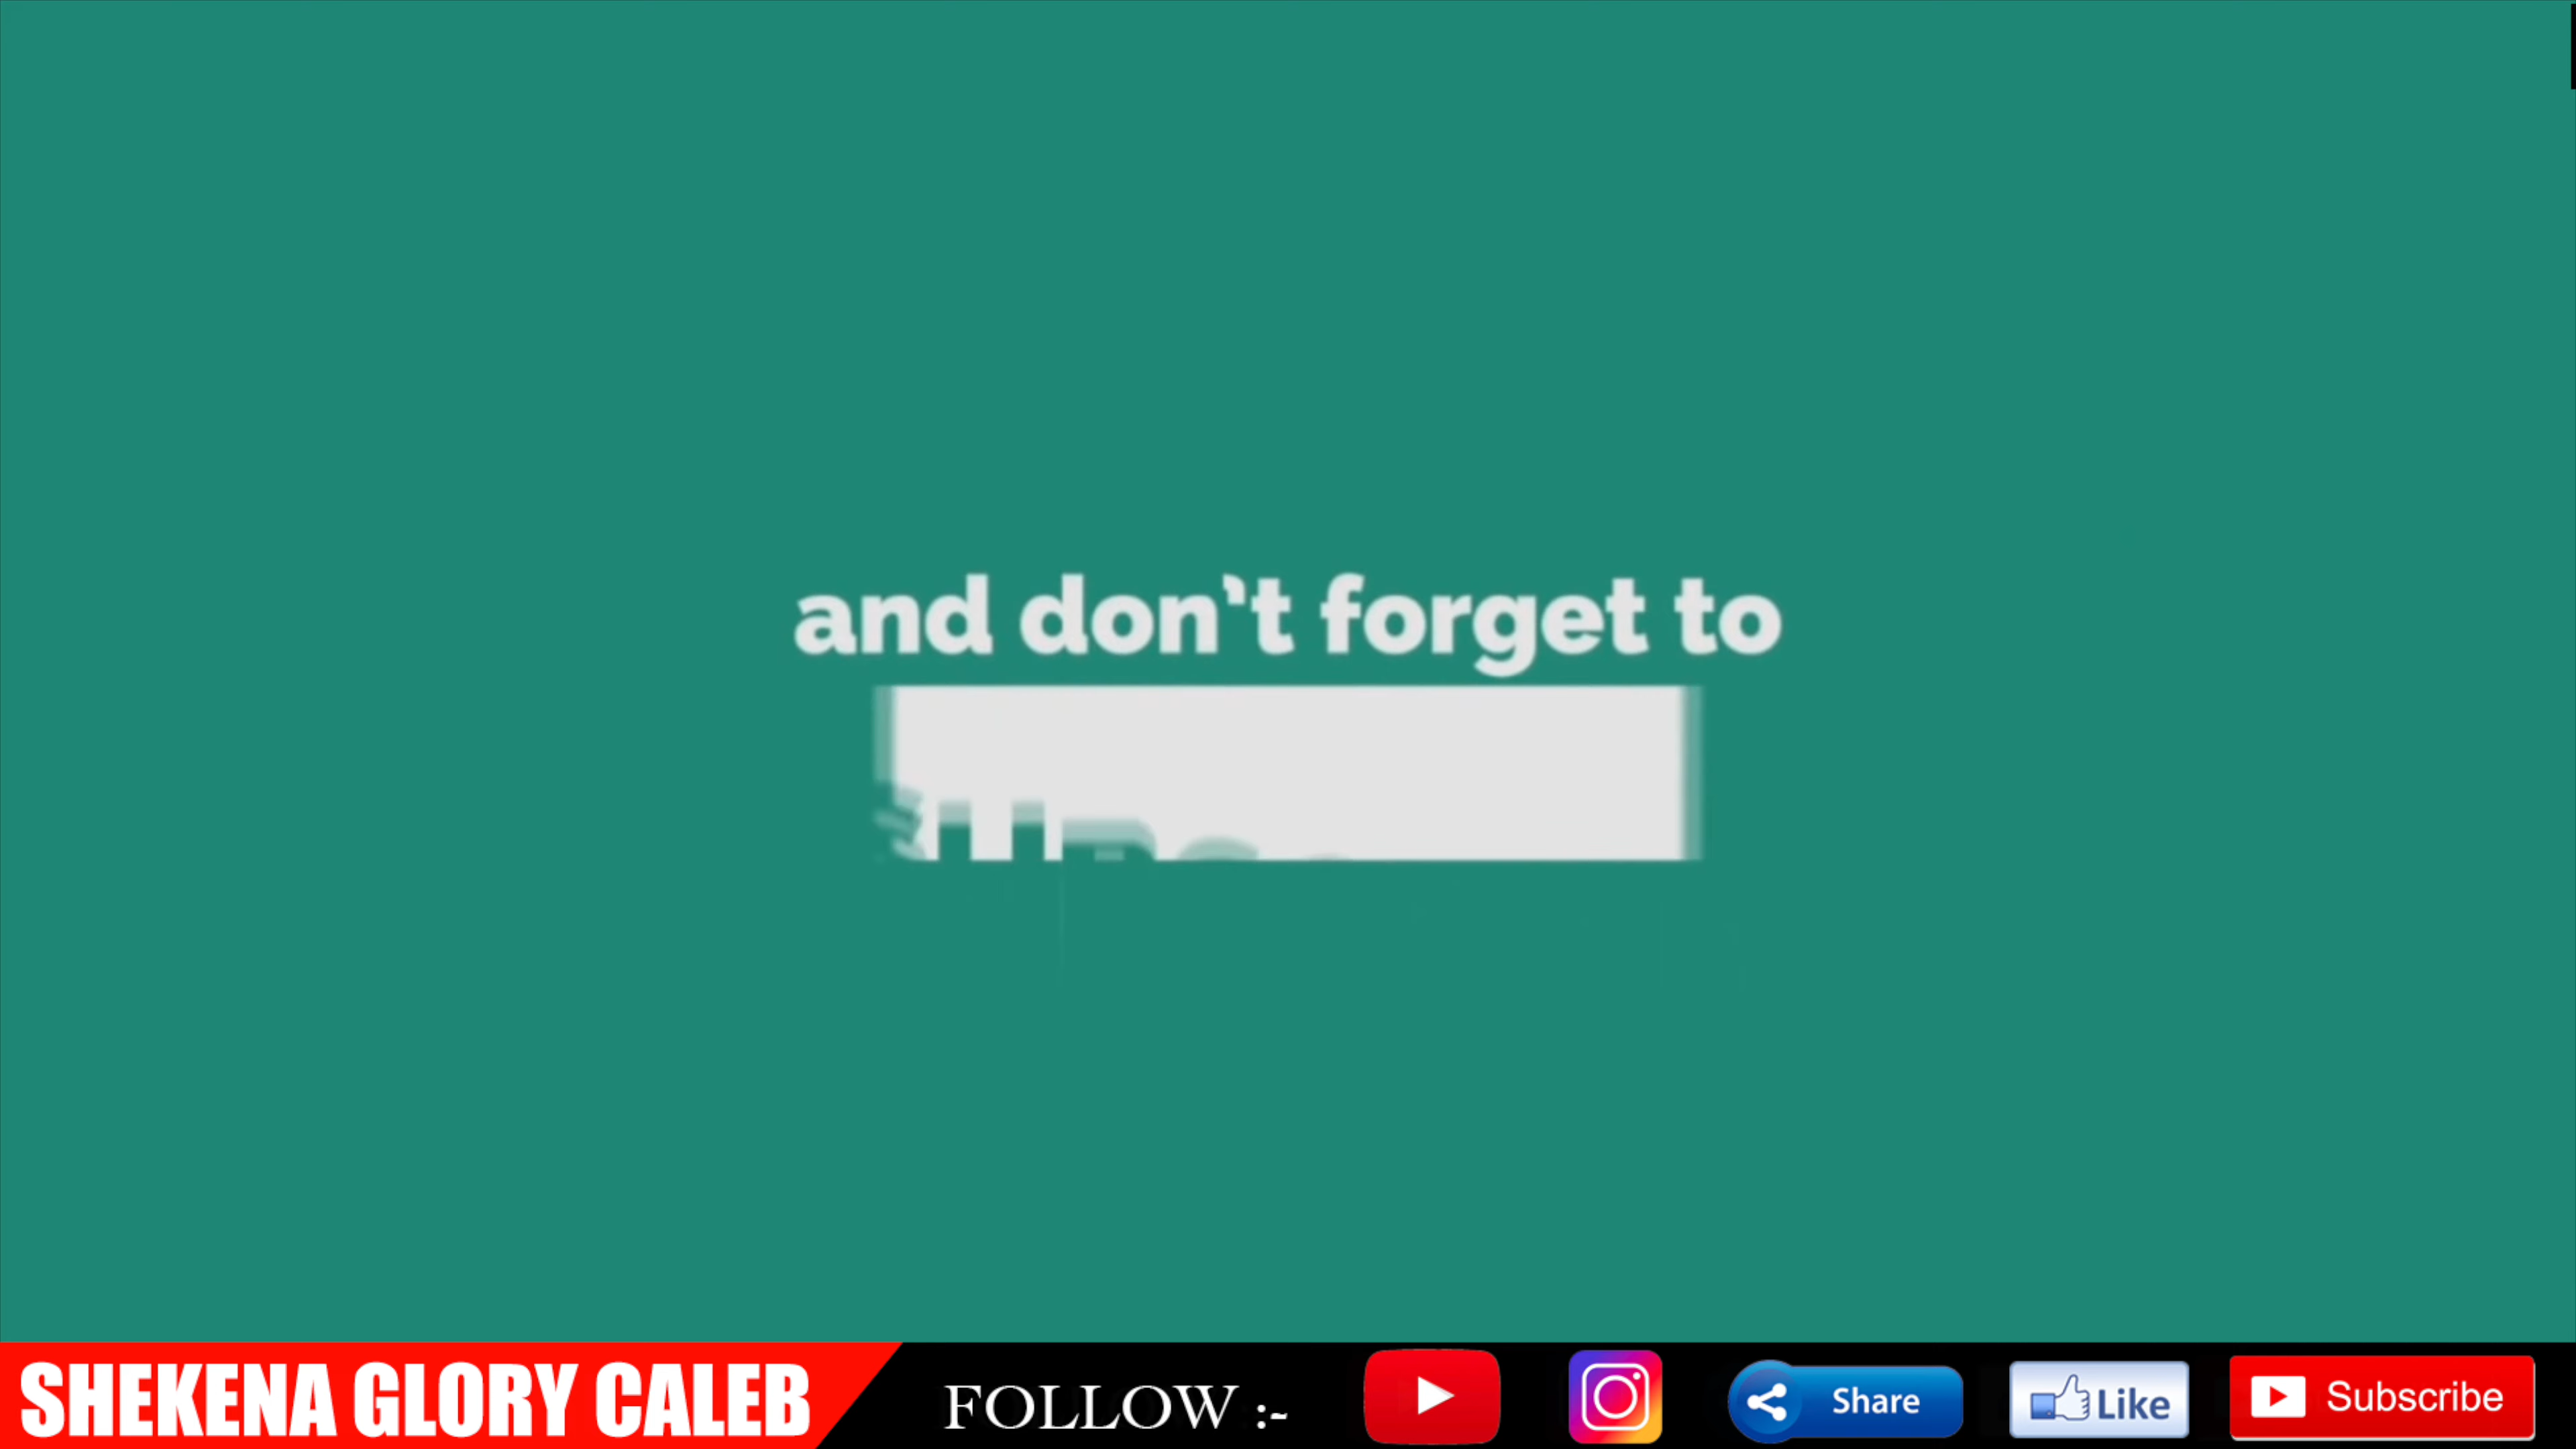 and don't forget to
SHEKENA GLORY CALEB
FOLLOW :-
Share
Like
Subscribe